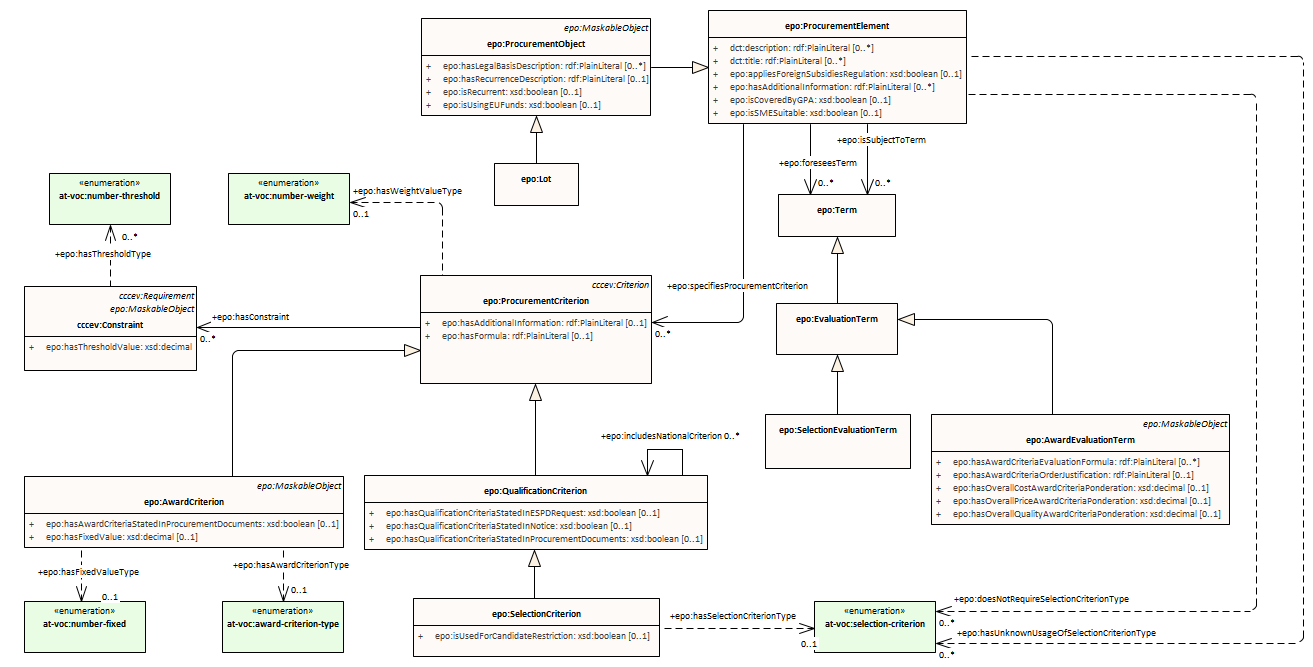 epo:MaskableObject
epo:ProcurementObject
+ epo:hasLegalBasisDescription: rdf:PlainLiteral [0..*]
+ epo:hasRecurrenceDescription: rdf:PlainLiteral [0..1]
+ epo:isRecurrent: xsd:boolean [0..1]
+ epo:isUsingEUFunds: xsd:boolean [0..1]
epo:ProcurementElement
+ dct:description: rdf:PlainLiteral [0..*]
+ dct:title: rdf:PlainLiteral [0..*]
+ epo:appliesForeignSubsidiesRegulation: xsd:boolean [0..1]
+ epo:hasAdditionalInformation: rdf:PlainLiteral [0..*]
+ epo:isCoveredByGPA: xsd:boolean [0..1]
+ epo:isSMESuitable: xsd:boolean [0..1]
+epo:isSubjectToTerm
+epo:foreseesTerm
0..*
0..*
epo:Lot
«enumeration»
at-voc:number-threshold
«enumeration»
at-voc:number-weight
+epo:hasWeightValueType
0..1
epo:Term
0..*
+epo:hasThresholdType
cccev:Requirement
epo:MaskableObject
cccev:Constraint
+ epo:hasThresholdValue: xsd:decimal
+epo:hasConstraint
0..*
cccev:Criterion
epo:ProcurementCriterion
+ epo:hasAdditionalInformation: rdf:PlainLiteral [0..1]
+ epo:hasFormula: rdf:PlainLiteral [0..1]
+epo:specifiesProcurementCriterion
0..*
epo:EvaluationTerm
epo:SelectionEvaluationTerm
epo:MaskableObject
epo:AwardEvaluationTerm
+ epo:hasAwardCriteriaEvaluationFormula: rdf:PlainLiteral [0..*]
+ epo:hasAwardCriteriaOrderJustification: rdf:PlainLiteral [0..1]
+ epo:hasOverallCostAwardCriteriaPonderation: xsd:decimal [0..1]
+ epo:hasOverallPriceAwardCriteriaPonderation: xsd:decimal [0..1]
+ epo:hasOverallQualityAwardCriteriaPonderation: xsd:decimal [0..1]
+epo:includesNationalCriterion 0..*
epo:MaskableObject
epo:AwardCriterion
+ epo:hasAwardCriteriaStatedInProcurementDocuments: xsd:boolean [0..1]
+ epo:hasFixedValue: xsd:decimal [0..1]
epo:QualificationCriterion
+ epo:hasQualificationCriteriaStatedInESPDRequest: xsd:boolean [0..1]
+ epo:hasQualificationCriteriaStatedInNotice: xsd:boolean [0..1]
+ epo:hasQualificationCriteriaStatedInProcurementDocuments: xsd:boolean [0..1]
+epo:hasFixedValueType
0..1
+epo:hasAwardCriterionType
0..1
«enumeration»
at-voc:number-fixed
«enumeration»
at-voc:award-criterion-type
epo:SelectionCriterion
+ epo:isUsedForCandidateRestriction: xsd:boolean [0..1]
+epo:hasSelectionCriterionType
0..1
«enumeration»
at-voc:selection-criterion
+epo:doesNotRequireSelectionCriterionType
0..*
+epo:hasUnknownUsageOfSelectionCriterionType
0..*